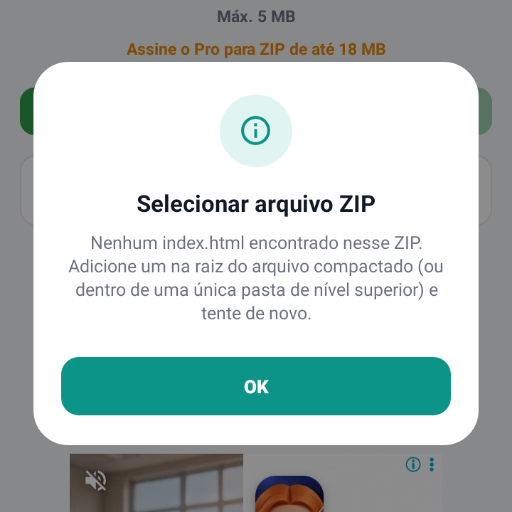 Máx. 5 MB
Assine o Pro para ZIP de até 18 MB
Selecionar arquivo ZIP
Nenhum index.html encontrado nesse ZIP.
Adicione um na raiz do arquivo compactado (ou
dentro de uma única pasta de nível superior) e
tente de novo.
OK